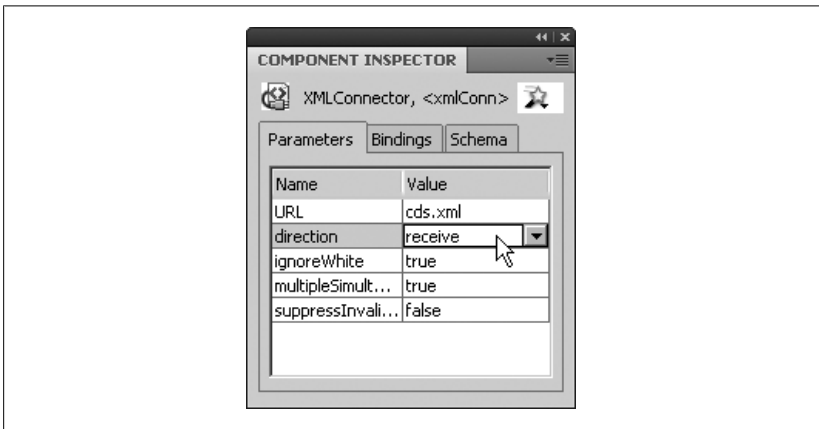 COMPONENT INSPECTOR
XMLConnector, <xmlConn>
Parameters Bindings Schema
Name Value
URL cds.xml
direction receive
ignoreWhite true
multipleSimult... true
suppressInvali... false